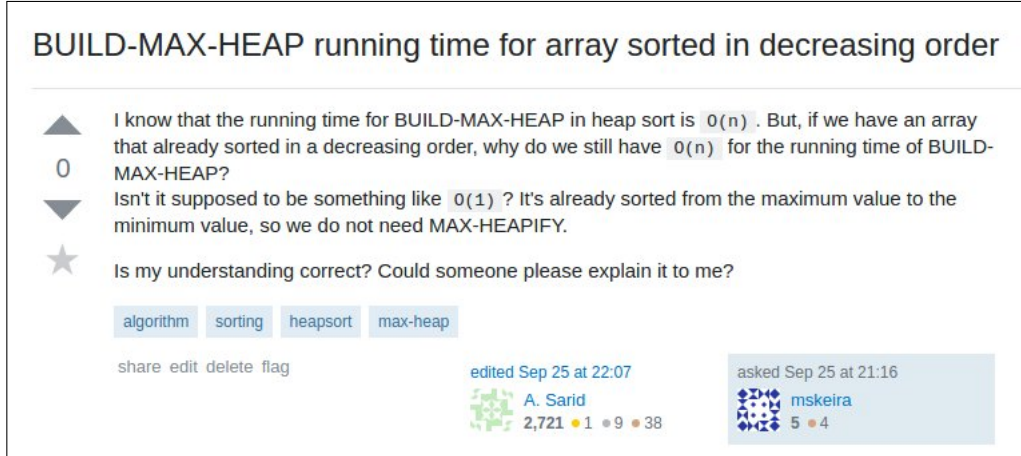 BUILD-MAX-HEAP running time for array sorted in decreasing order
I know that the running time for BUILD-MAX-HEAP in heap sort is O(n) . But, if we have an array
that already sorted in a decreasing order, why do we still have O(n) for the running time of BUILD-
0
MAX-HEAP?
Isn't it supposed to be something like O(1) ? It's already sorted from the maximum value to the
minimum value, so we do not need MAX-HEAPIFY.
Is my understanding correct? Could someone please explain it to me?
algorithm sorting heapsort max-heap
share edit delete flag
edited Sep 25 at 22:07
A. Sarid
2,721 ●1 ●9 ●38
asked Sep 25 at 21:16
mskeira
5 ●4